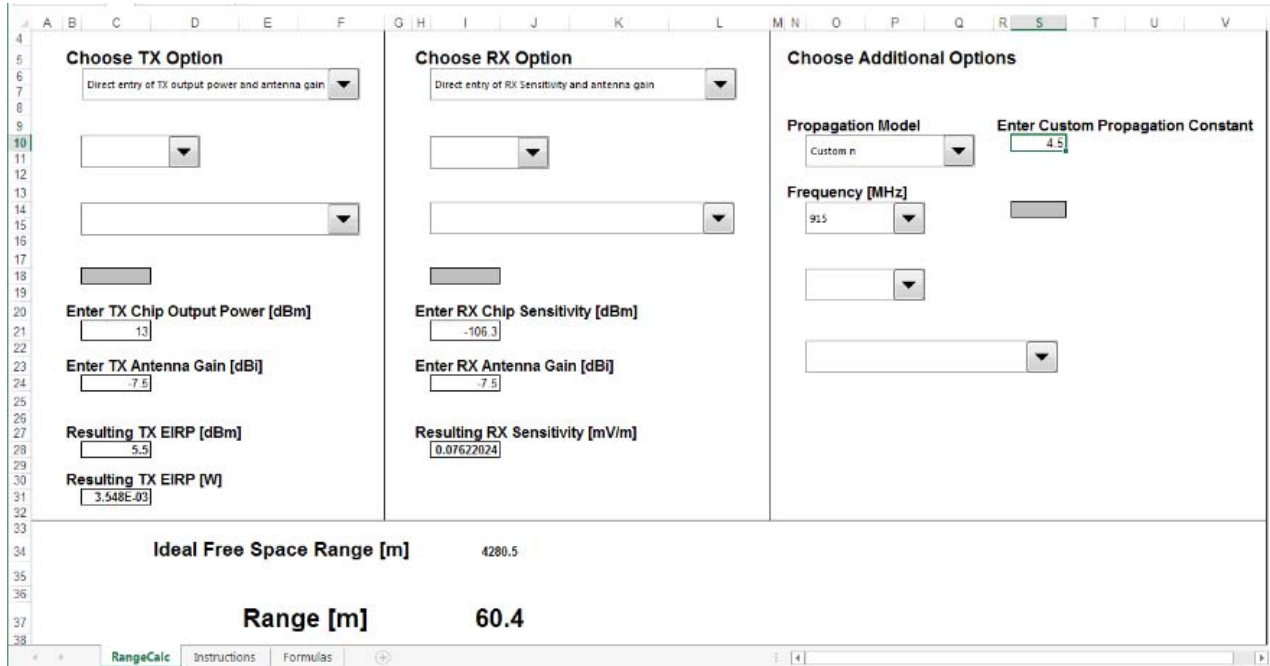 A B C D E F G H I J K L M N O P Q R S T U V
4
5 Choose TX Option Choose RX Option Choose Additional Options
6
Direct entry of TX output power and antenna gain Direct entry of RX Sensitivity and antenna gain
7
8
9 Propagation Model Enter Custom Propagation Constant
10 4.5
Custom n
11
12
13 Frequency [MHz]
14
915
15
16
17
18
19
20 Enter TX Chip Output Power [dBm] Enter RX Chip Sensitivity [dBm]
21 13 -106.3
22
23 Enter TX Antenna Gain [dBi] Enter RX Antenna Gain [dBi]
24 -7.5 -7.5
25
26
27 Resulting TX EIRP [dBm] Resulting RX Sensitivity [mV/m]
28 5.5 0.07622024
29
30 Resulting TX EIRP [W]
31 3.548E-03
32
33
34 Ideal Free Space Range [m] 4280.5
35
36
37 Range [m] 60.4
38
RangeCalc Instructions Formulas